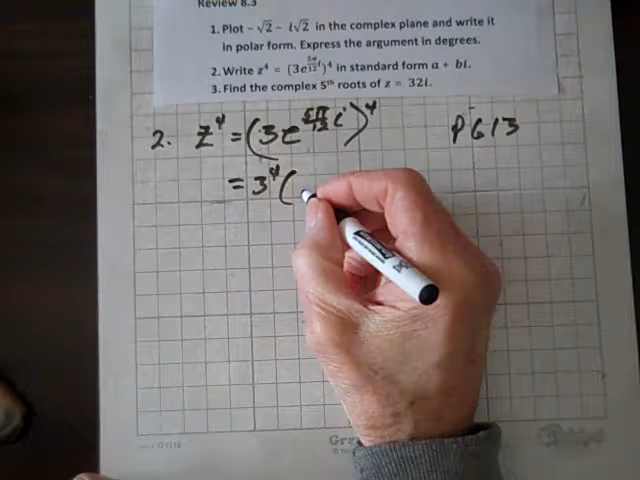 Review 8.3
1. Plot −√2 − i√2 in the complex plane and write it
in polar form. Express the argument in degrees.
2. Write z⁴ = (3e^{5π/12 i})⁴ in standard form a + bi.
3. Find the complex 5th roots of z = 32i.
2. z⁴ = (3e^{5π/12 i})⁴ PG 613
= 3⁴(